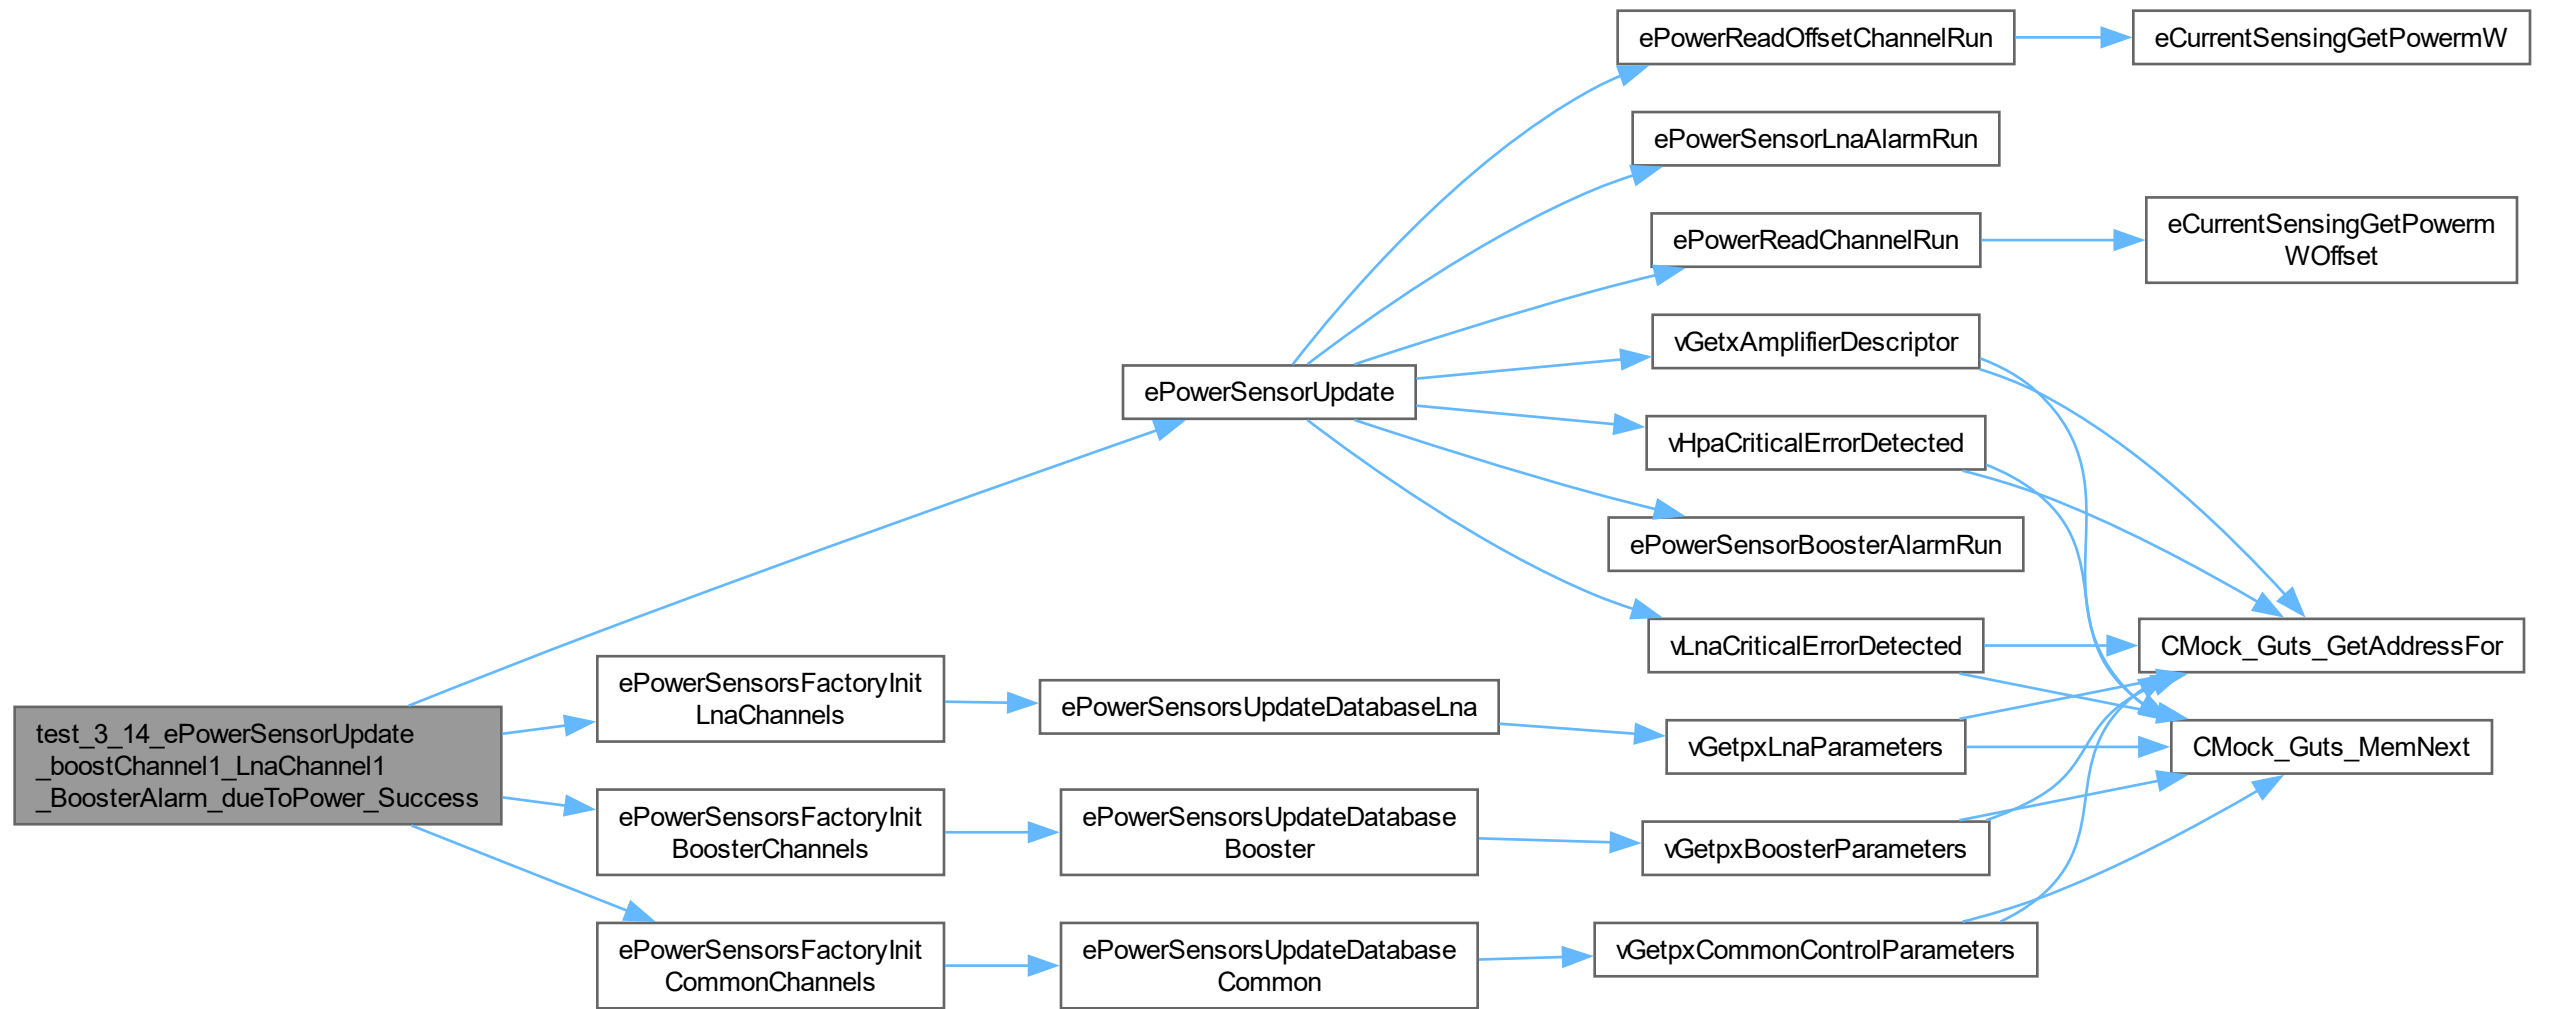 ePowerReadOffsetChannelRun
eCurrentSensingGetPowermW
ePowerSensorLnaAlarmRun
ePowerReadChannelRun
eCurrentSensingGetPowerm
WOffset
vGetxAmplifierDescriptor
ePowerSensorUpdate
vHpaCriticalErrorDetected
ePowerSensorBoosterAlarmRun
vLnaCriticalErrorDetected
CMock_Guts_GetAddressFor
ePowerSensorsFactoryInit
LnaChannels
ePowerSensorsUpdateDatabaseLna
vGetpxLnaParameters
CMock_Guts_MemNext
test_3_14_ePowerSensorUpdate
_boostChannel1_LnaChannel1
_BoosterAlarm_dueToPower_Success
ePowerSensorsFactoryInit
BoosterChannels
ePowerSensorsUpdateDatabase
Booster
vGetpxBoosterParameters
ePowerSensorsFactoryInit
CommonChannels
ePowerSensorsUpdateDatabase
Common
vGetpxCommonControlParameters